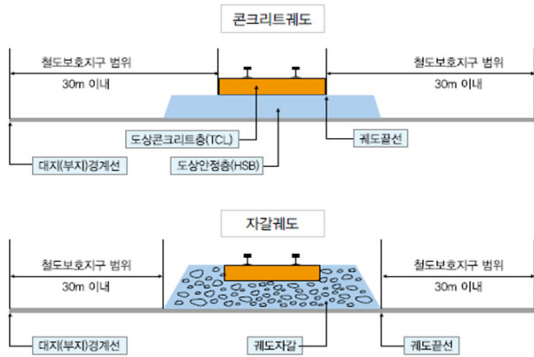 콘크리트궤도
철도보호지구 범위
30m 이내
철도보호지구 범위
30m 이내
도상콘크리트층(TCL)
궤도끝선
대지(부지)경계선
도상안정층(HSB)
자갈궤도
철도보호지구 범위
30m 이내
철도보호지구 범위
30m 이내
대지(부지)경계선
궤도자갈
궤도끝선